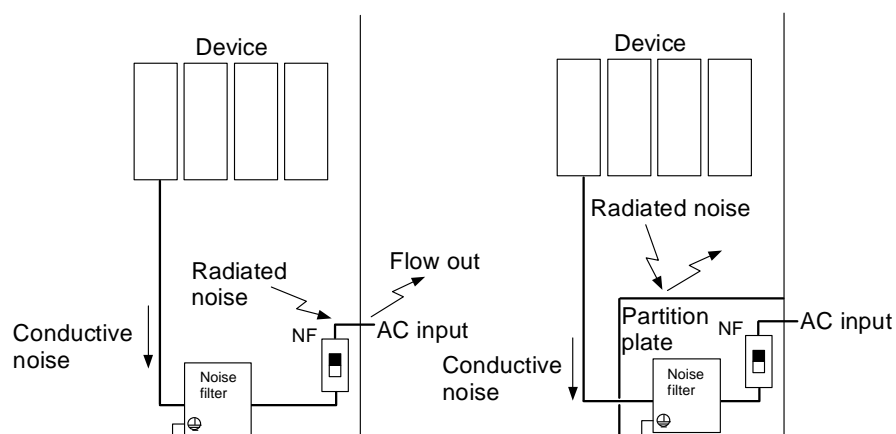 Device
Radiated
noise
Flow out
Conductive
noise
NF
AC input
Noise
filter
Device
Radiated noise
Partition
plate
NF
AC input
Conductive
noise
Noise
filter